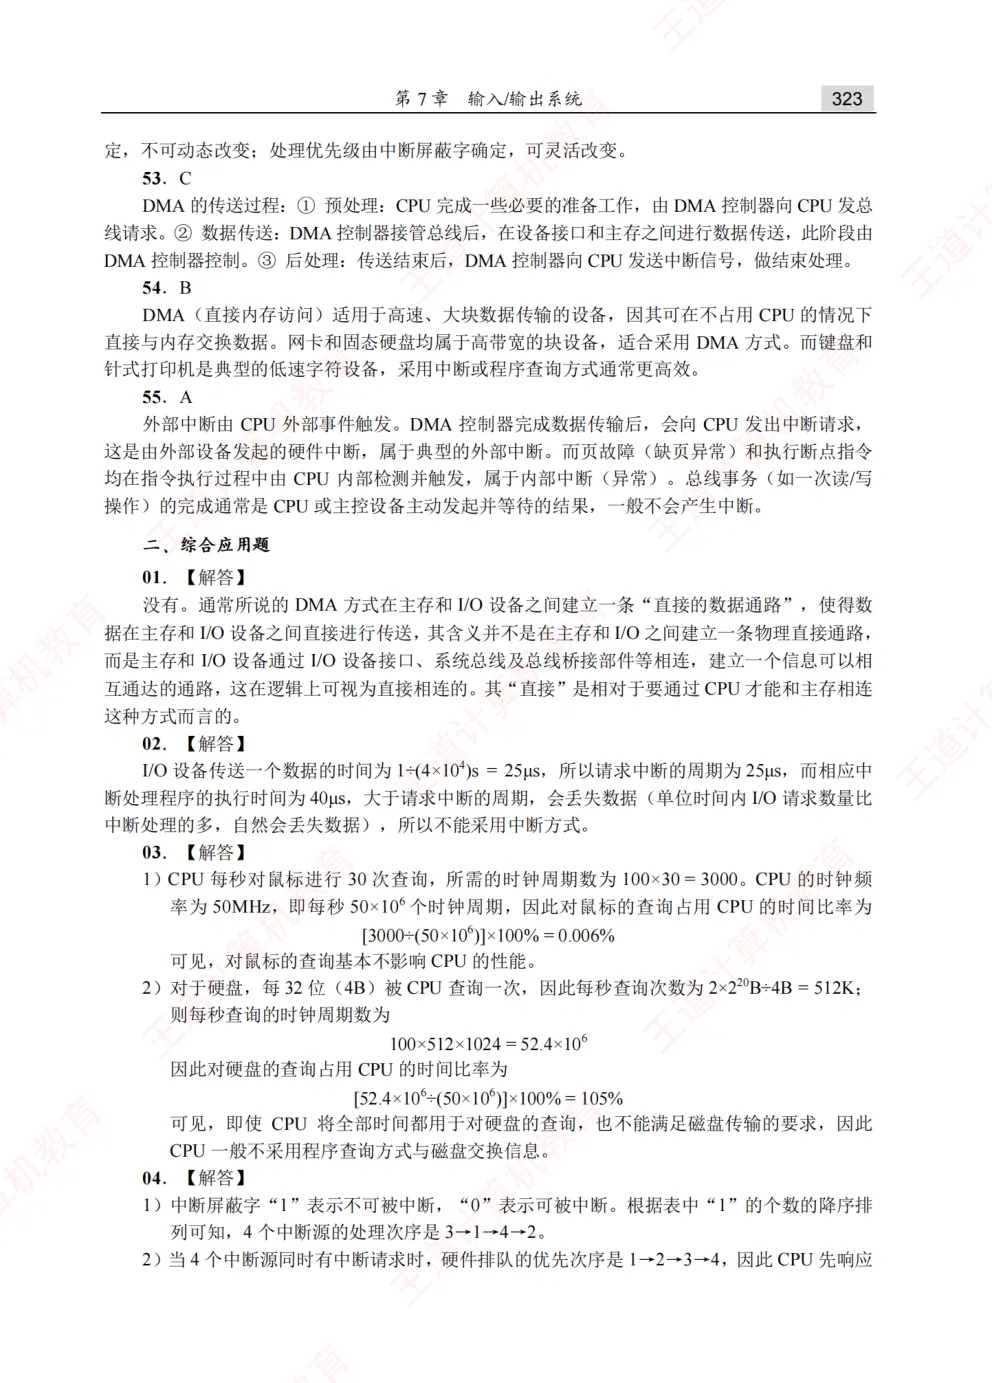 第 7 章 输入/输出系统 323
定，不可动态改变；处理优先级由中断屏蔽字确定，可灵活改变。
53. C
DMA 的传送过程：① 预处理：CPU 完成一些必要的准备工作，由 DMA 控制器向 CPU 发总
线请求。② 数据传送：DMA 控制器接管总线后，在设备接口和主存之间进行数据传送，此阶段由
DMA 控制器控制。③ 后处理：传送结束后，DMA 控制器向 CPU 发送中断信号，做结束处理。
54. B
DMA（直接内存访问）适用于高速、大块数据传输的设备，因其可在不占用 CPU 的情况下
直接与内存交换数据。网卡和固态硬盘均属于高带宽的块设备，适合采用 DMA 方式。而键盘和
针式打印机是典型的低速字符设备，采用中断或程序查询方式通常更高效。
55. A
外部中断由 CPU 外部事件触发。DMA 控制器完成数据传输后，会向 CPU 发出中断请求，
这是由外部设备发起的硬件中断，属于典型的外部中断。而页故障（缺页异常）和执行断点指令
均在指令执行过程中由 CPU 内部检测并触发，属于内部中断（异常）。总线事务（如一次读/写
操作）的完成通常是 CPU 或主控设备主动发起并等待的结果，一般不会产生中断。
二、综合应用题
01. 【解答】
没有。通常所说的 DMA 方式在主存和 I/O 设备之间建立一条“直接的数据通路”，使得数
据在主存和 I/O 设备之间直接进行传送，其含义并不是在主存和 I/O 之间建立一条物理直接通路，
而是主存和 I/O 设备通过 I/O 设备接口、系统总线及总线桥接部件等相连，建立一个信息可以相
互通达的通路，这在逻辑上可视为直接相连的。其“直接”是相对于要通过 CPU 才能和主存相连
这种方式而言的。
02. 【解答】
I/O 设备传送一个数据的时间为 1÷(4×10⁴)s = 25μs，所以请求中断的周期为 25μs，而相应中
断处理程序的执行时间为 40μs，大于请求中断的周期，会丢失数据（单位时间内 I/O 请求数量比
中断处理的多，自然会丢失数据），所以不能采用中断方式。
03. 【解答】
1）CPU 每秒对鼠标进行 30 次查询，所需的时钟周期数为 100×30 = 3000。CPU 的时钟频
率为 50MHz，即每秒 50×10⁶ 个时钟周期，因此对鼠标的查询占用 CPU 的时间比率为
[3000÷(50×10⁶)]×100% = 0.006%
可见，对鼠标的查询基本不影响 CPU 的性能。
2）对于硬盘，每 32 位（4B）被 CPU 查询一次，因此每秒查询次数为 2×2²⁰B÷4B = 512K；
则每秒查询的时钟周期数为
100×512×1024 = 52.4×10⁶
因此对硬盘的查询占用 CPU 的时间比率为
[52.4×10⁶÷(50×10⁶)]×100% = 105%
可见，即使 CPU 将全部时间都用于对硬盘的查询，也不能满足磁盘传输的要求，因此
CPU 一般不采用程序查询方式与磁盘交换信息。
04. 【解答】
1）中断屏蔽字“1”表示不可被中断，“0”表示可被中断。根据表中“1”的个数的降序排
列可知，4 个中断源的处理次序是 3→1→4→2。
2）当 4 个中断源同时有中断请求时，硬件排队的优先次序是 1→2→3→4，因此 CPU 先响应
王道计算机教育